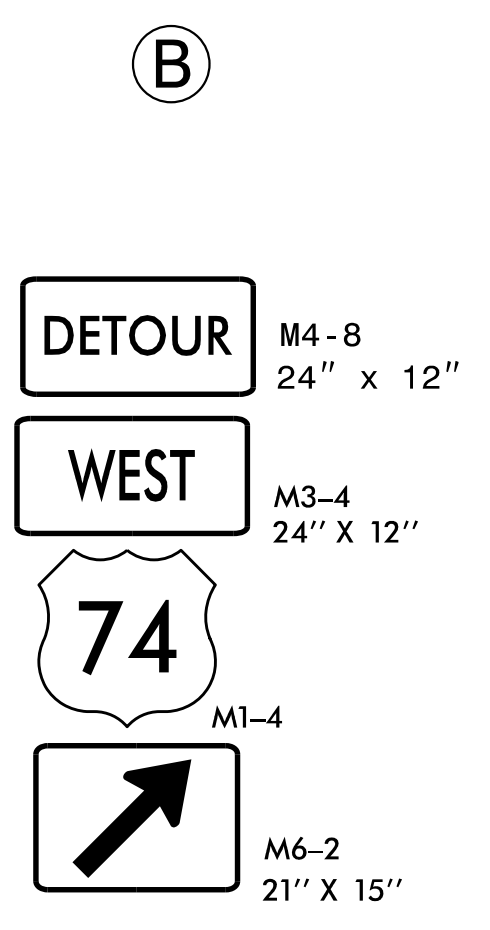 B
DETOUR
M4-8
24" x 12"
WEST
M3-4
24'' X 12''
74
M1-4
M6-2
21'' X 15''